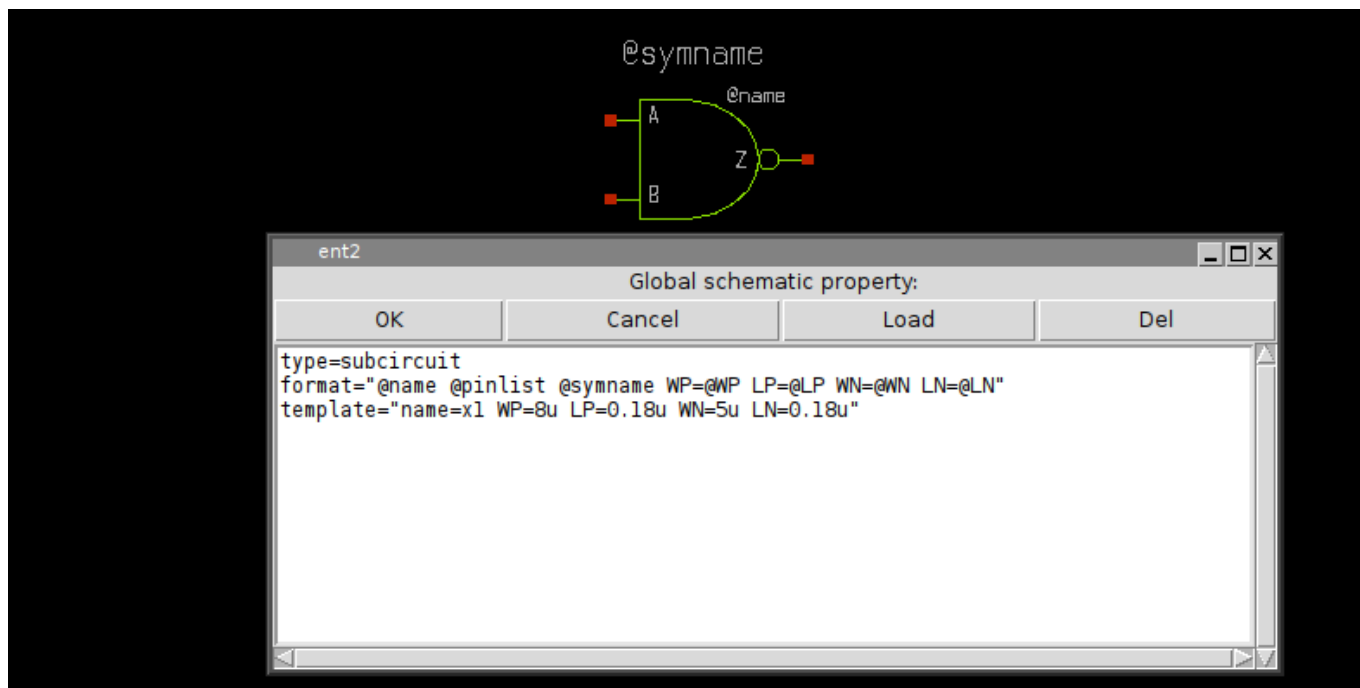 @symname
@name
A
Z
B
ent2
Global schematic property:
OK Cancel Load Del
type=subcircuit
format="@name @pinlist @symname WP=@WP LP=@LP WN=@WN LN=@LN"
template="name=x1 WP=8u LP=0.18u WN=5u LN=0.18u"